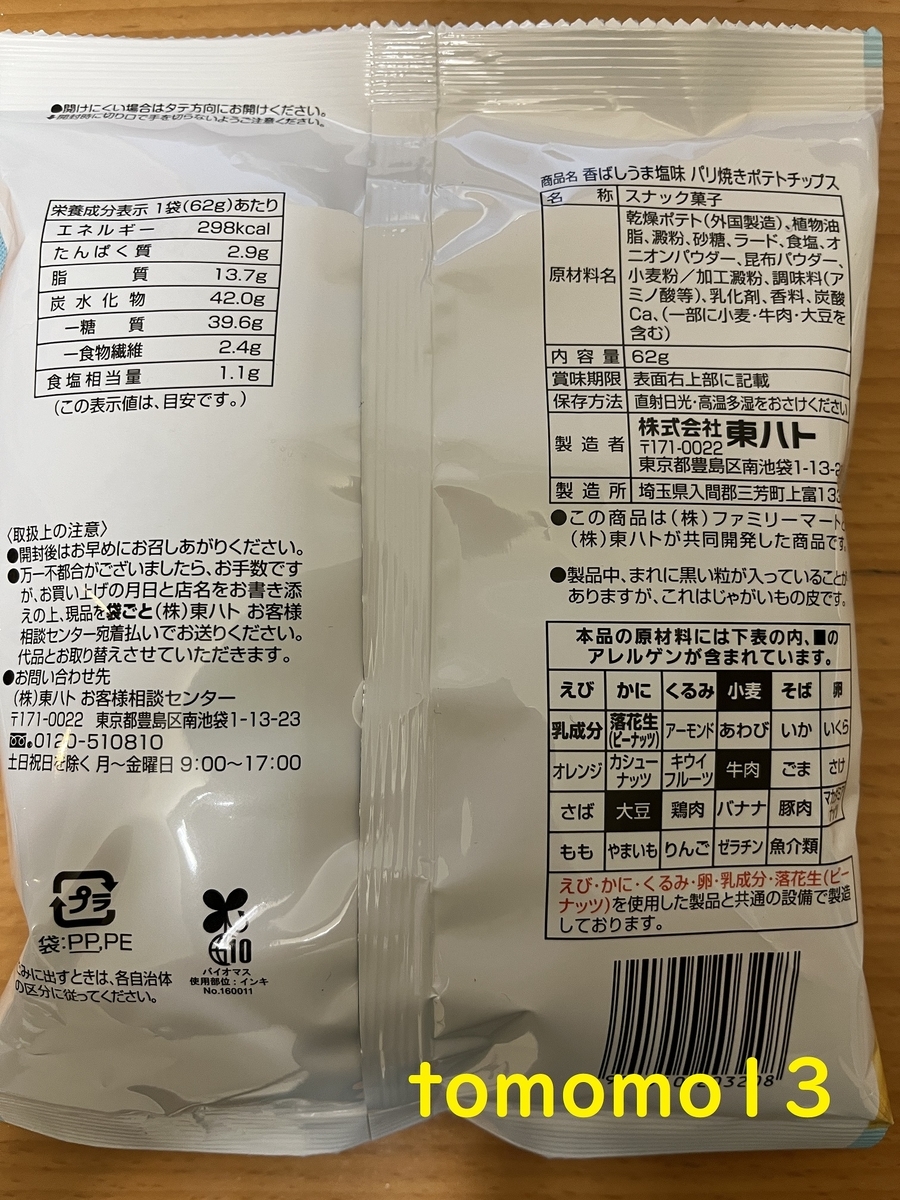 ●開けにくい場合はタテ方向にお開けください。
開封時に切り口で手を切らないようご注意ください。
栄養成分表示 1袋(62g)あたり
エネルギー 298kcal
たんぱく質 2.9g
脂質 13.7g
炭水化物 42.0g
ー糖質 39.6g
ー食物繊維 2.4g
食塩相当量 1.1g
(この表示値は、目安です。)
〈取扱上の注意〉
●開封後はお早めにお召しあがりください。
●万一不都合がございましたら、お手数です
が、お買い上げの月日と店名をお書き添
えの上、現品を袋ごと(株)東ハト お客様
相談センター宛着払いでお送りください。
代品とお取り替えさせていただきます。
●お問い合わせ先
(株)東ハト お客様相談センター
〒171-0022 東京都豊島区南池袋1-13-23
0120-510810
土日祝日を除く 月〜金曜日 9:00〜17:00
プラ
袋:PP,PE
ごみに出すときは、各自治体
の区分に従ってください。
バイオマス
使用部位:インキ
No.160011
商品名 香ばしうま塩味 パリ焼きポテトチップス
名称 スナック菓子
原材料名 乾燥ポテト(外国製造)、植物油
脂、澱粉、砂糖、ラード、食塩、オ
ニオンパウダー、昆布パウダー、
小麦粉/加工澱粉、調味料(ア
ミノ酸等)、乳化剤、香料、炭酸
Ca、(一部に小麦・牛肉・大豆を
含む)
内容量 62g
賞味期限 表面右上部に記載
保存方法 直射日光・高温多湿をおさけください
製造者 株式会社 東ハト
〒171-0022
東京都豊島区南池袋1-13-2
製造所 埼玉県入間郡三芳町上富133
●この商品は(株)ファミリーマートと
(株)東ハトが共同開発した商品です。
●製品中、まれに黒い粒が入っていることが
ありますが、これはじゃがいもの皮です。
本品の原材料には下表の内、■の
アレルゲンが含まれています。
えび かに くるみ 小麦 そば 卵
乳成分 落花生(ピーナッツ) アーモンド あわび いか いくら
オレンジ カシューナッツ キウイフルーツ 牛肉 ごま さけ
さば 大豆 鶏肉 バナナ 豚肉
もも やまいも りんご ゼラチン 魚介類
えび・かに・くるみ・卵・乳成分・落花生(ピー
ナッツ)を使用した製品と共通の設備で製造
しております。
tomomo13